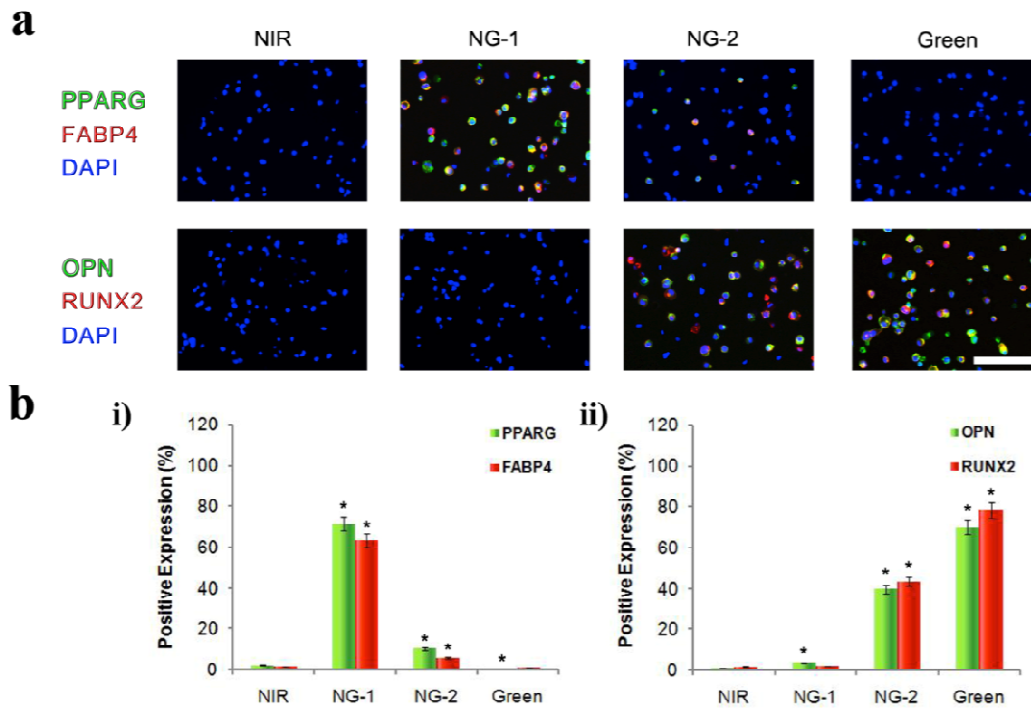 a
NIR NG-1 NG-2 Green
PPARG
FABP4
DAPI
OPN
RUNX2
DAPI
b
i)
120
100
80
60
40
20
0
Positive Expression (%)
PPARG
FABP4
* * * * *
NIR NG-1 NG-2 Green
ii)
120
100
80
60
40
20
0
Positive Expression (%)
OPN
RUNX2
* * * * *
NIR NG-1 NG-2 Green